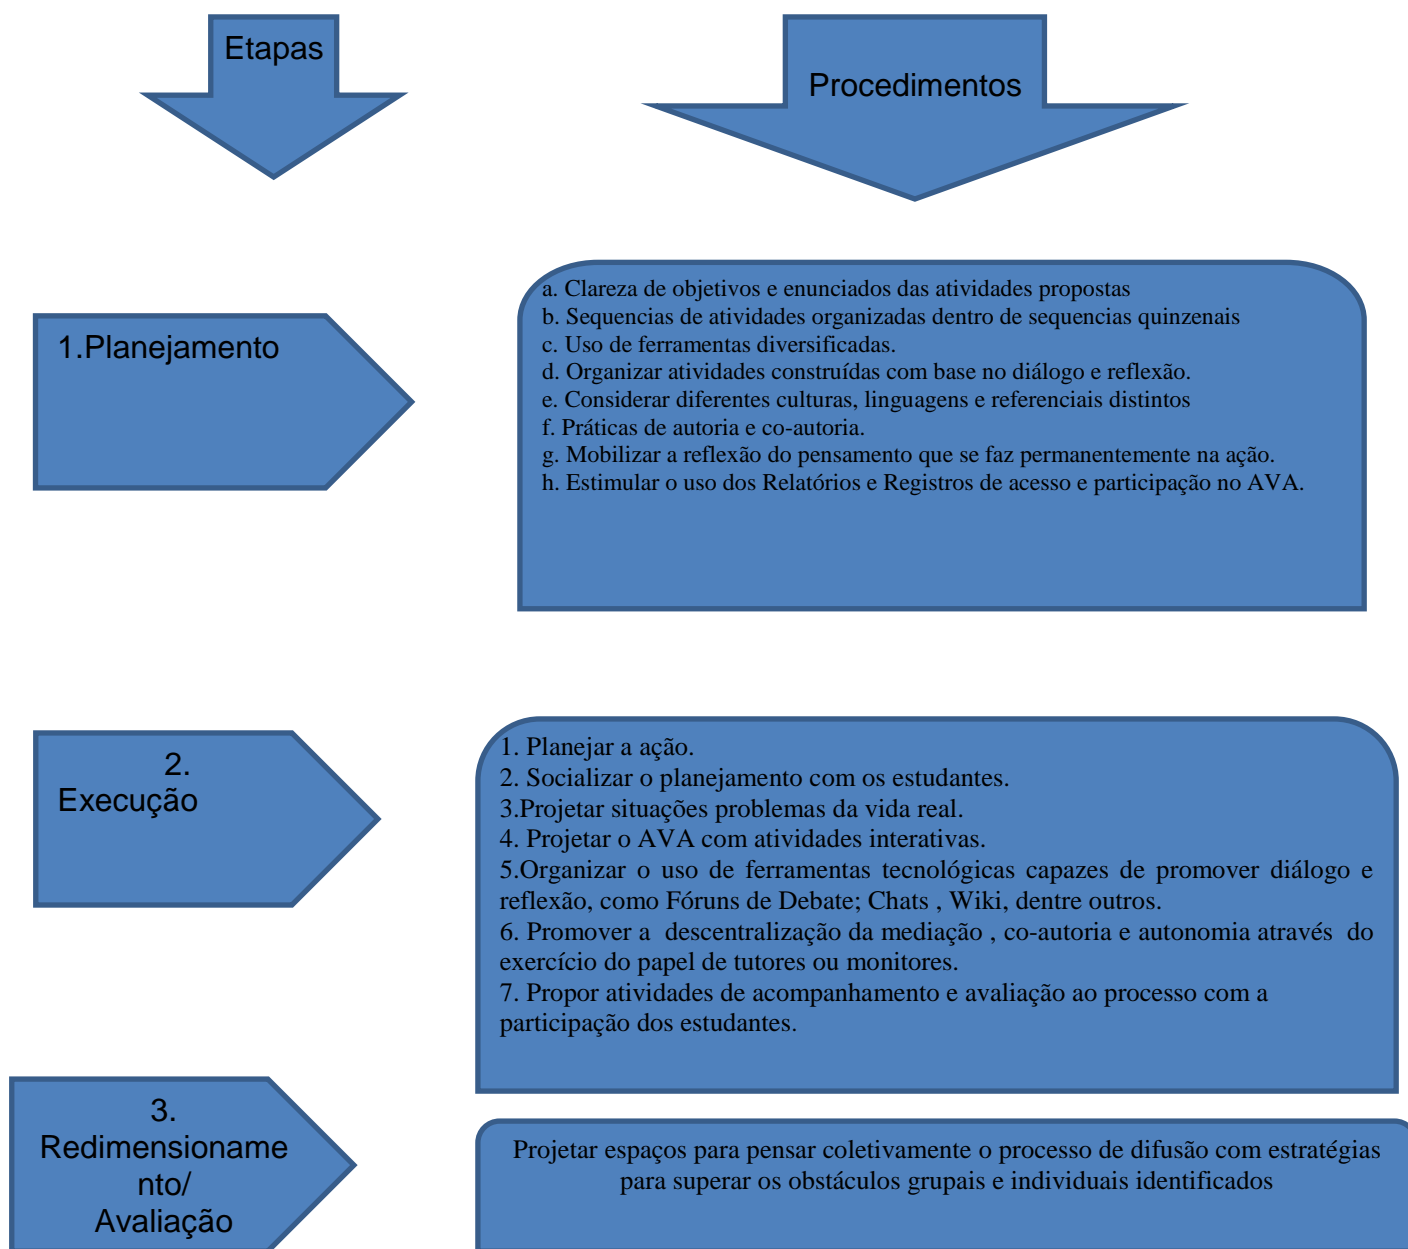 Etapas
Procedimentos
1.Planejamento
a. Clareza de objetivos e enunciados das atividades propostas
b. Sequencias de atividades organizadas dentro de sequencias quinzenais
c. Uso de ferramentas diversificadas.
d. Organizar atividades construídas com base no diálogo e reflexão.
e. Considerar diferentes culturas, linguagens e referenciais distintos
f. Práticas de autoria e co-autoria.
g. Mobilizar a reflexão do pensamento que se faz permanentemente na ação.
h. Estimular o uso dos Relatórios e Registros de acesso e participação no AVA.
2.
Execução
1. Planejar a ação.
2. Socializar o planejamento com os estudantes.
3.Projetar situações problemas da vida real.
4. Projetar o AVA com atividades interativas.
5.Organizar o uso de ferramentas tecnológicas capazes de promover diálogo e
reflexão, como Fóruns de Debate; Chats , Wiki, dentre outros.
6. Promover a descentralização da mediação , co-autoria e autonomia através do
exercício do papel de tutores ou monitores.
7. Propor atividades de acompanhamento e avaliação ao processo com a
participação dos estudantes.
3.
Redimensioname
nto/
Avaliação
Projetar espaços para pensar coletivamente o processo de difusão com estratégias
para superar os obstáculos grupais e individuais identificados